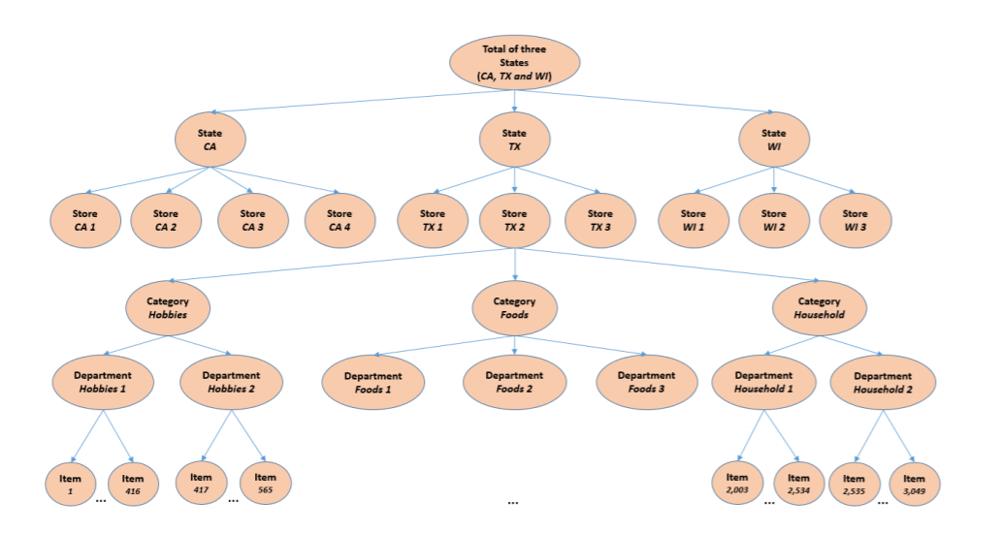 Total of three
States
(CA, TX and WI)
State
CA
State
TX
State
WI
Store
CA 1
Store
CA 2
Store
CA 3
Store
CA 4
Store
TX 1
Store
TX 2
Store
TX 3
Store
WI 1
Store
WI 2
Store
WI 3
Category
Hobbies
Category
Foods
Category
Household
Department
Hobbies 1
Department
Hobbies 2
Department
Foods 1
Department
Foods 2
Department
Foods 3
Department
Household 1
Department
Household 2
Item
1
...
Item
416
Item
417
...
Item
565
...
Item
2,003
...
Item
2,534
Item
2,535
...
Item
3,049